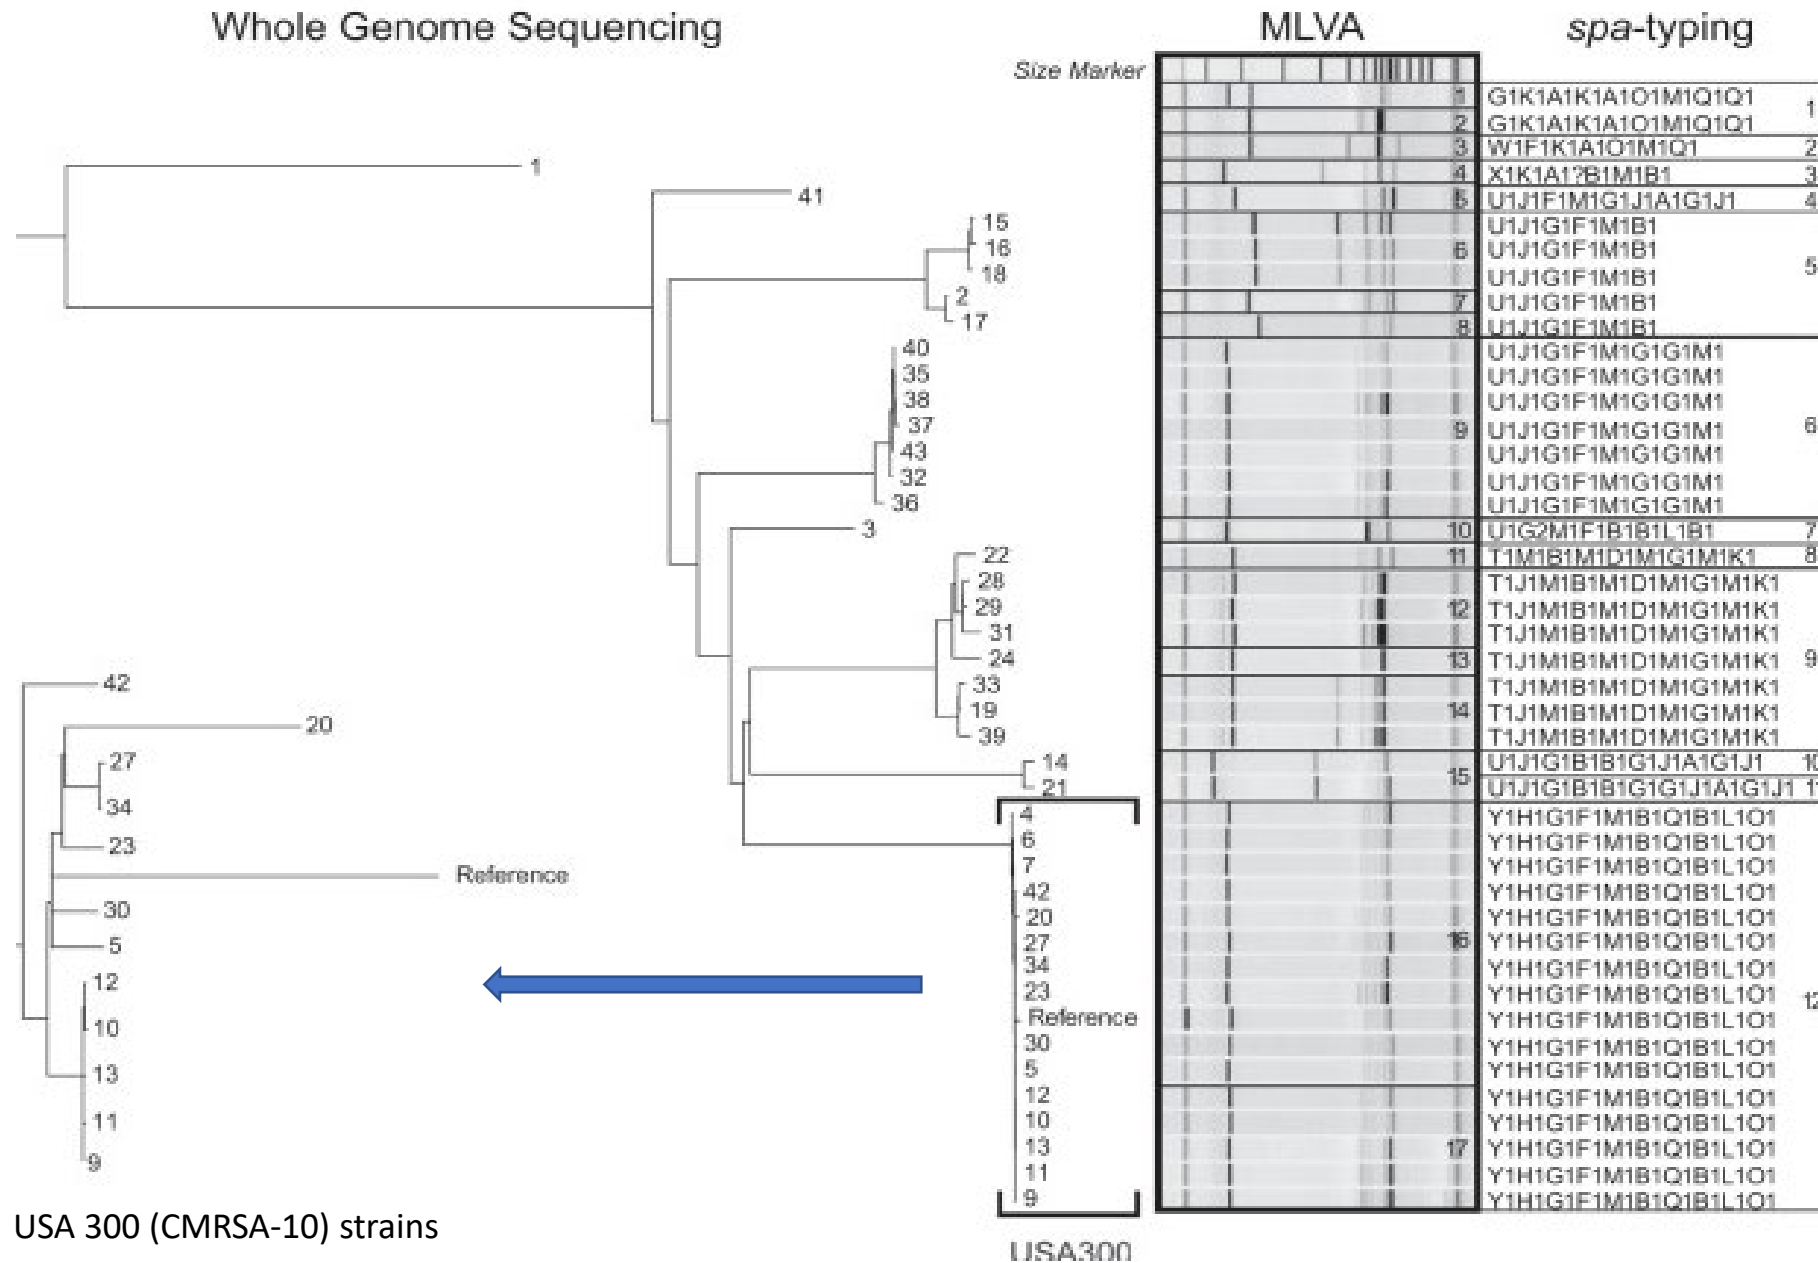 Whole Genome Sequencing
MLVA
spa-typing
Size Marker
1
41
15
16
18
2
17
40
35
38
37
43
32
36
3
22
28
29
31
24
33
19
39
14
21
4
6
7
42
20
27
34
23
Reference
30
5
12
10
13
11
9
USA300
42
20
27
34
23
Reference
30
5
12
10
13
11
9
USA 300 (CMRSA-10) strains
1 G1K1A1K1A1O1M1Q1Q1 1
2 G1K1A1K1A1O1M1Q1Q1
3 W1F1K1A1O1M1Q1 2
4 X1K1A1?B1M1B1 3
5 U1J1F1M1G1J1A1G1J1 4
U1J1G1F1M1B1
6 U1J1G1F1M1B1 5
U1J1G1F1M1B1
7 U1J1G1F1M1B1
8 U1J1G1F1M1B1
U1J1G1F1M1G1G1M1
U1J1G1F1M1G1G1M1
U1J1G1F1M1G1G1M1
9 U1J1G1F1M1G1G1M1 6
U1J1G1F1M1G1G1M1
U1J1G1F1M1G1G1M1
U1J1G1F1M1G1G1M1
10 U1G2M1F1B1B1L1B1 7
11 T1M1B1M1D1M1G1M1K1 8
T1J1M1B1M1D1M1G1M1K1
12 T1J1M1B1M1D1M1G1M1K1
T1J1M1B1M1D1M1G1M1K1
13 T1J1M1B1M1D1M1G1M1K1 9
T1J1M1B1M1D1M1G1M1K1
14 T1J1M1B1M1D1M1G1M1K1
T1J1M1B1M1D1M1G1M1K1
15 U1J1G1B1B1G1J1A1G1J1 10
U1J1G1B1B1G1G1J1A1G1J1 11
Y1H1G1F1M1B1Q1B1L1O1
Y1H1G1F1M1B1Q1B1L1O1
Y1H1G1F1M1B1Q1B1L1O1
Y1H1G1F1M1B1Q1B1L1O1
Y1H1G1F1M1B1Q1B1L1O1
16 Y1H1G1F1M1B1Q1B1L1O1
Y1H1G1F1M1B1Q1B1L1O1
Y1H1G1F1M1B1Q1B1L1O1 12
Y1H1G1F1M1B1Q1B1L1O1
Y1H1G1F1M1B1Q1B1L1O1
Y1H1G1F1M1B1Q1B1L1O1
Y1H1G1F1M1B1Q1B1L1O1
Y1H1G1F1M1B1Q1B1L1O1
17 Y1H1G1F1M1B1Q1B1L1O1
Y1H1G1F1M1B1Q1B1L1O1
Y1H1G1F1M1B1Q1B1L1O1